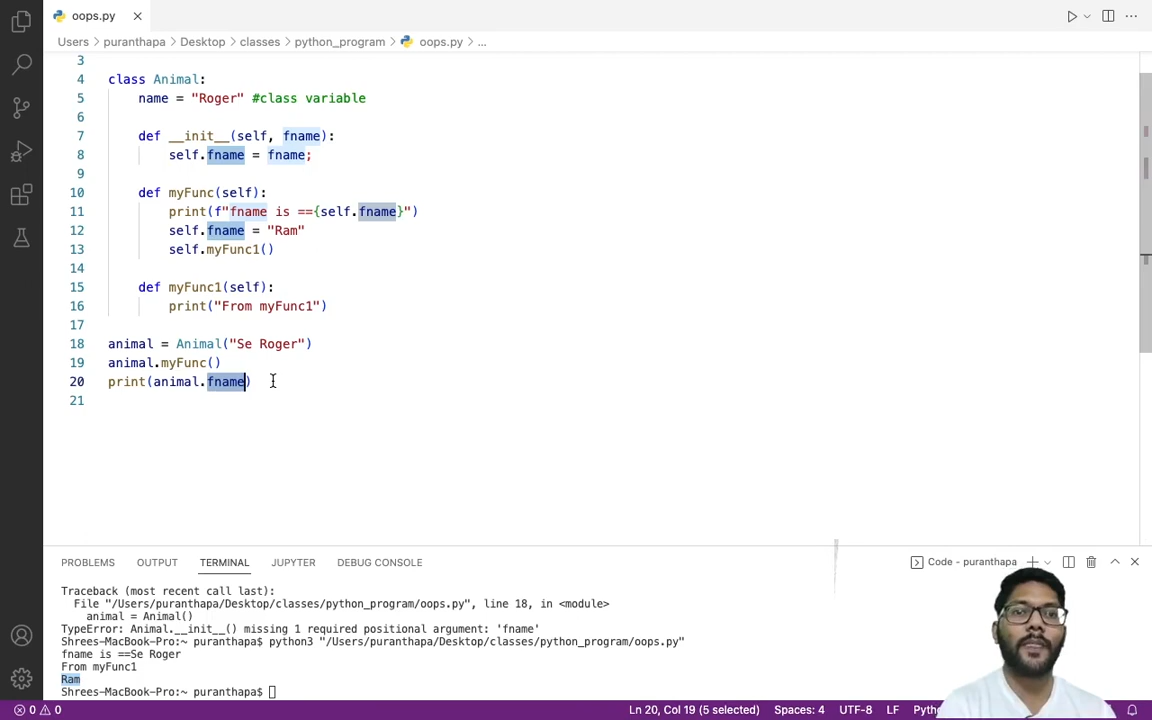 oops.py
Users > puranthapa > Desktop > classes > python_program > oops.py > ...
3
4 class Animal:
5 name = "Roger" #class variable
6
7 def __init__(self, fname):
8 self.fname = fname;
9
10 def myFunc(self):
11 print(f"fname is =={self.fname}")
12 self.fname = "Ram"
13 self.myFunc1()
14
15 def myFunc1(self):
16 print("From myFunc1")
17
18 animal = Animal("Se Roger")
19 animal.myFunc()
20 print(animal.fname)
21
PROBLEMS OUTPUT TERMINAL JUPYTER DEBUG CONSOLE Code - puranthapa
Traceback (most recent call last):
File "/Users/puranthapa/Desktop/classes/python_program/oops.py", line 18, in <module>
animal = Animal()
TypeError: Animal.__init__() missing 1 required positional argument: 'fname'
Shrees-MacBook-Pro:~ puranthapa$ python3 "/Users/puranthapa/Desktop/classes/python_program/oops.py"
fname is ==Se Roger
From myFunc1
Ram
Shrees-MacBook-Pro:~ puranthapa$
0 0 Ln 20, Col 19 (5 selected) Spaces: 4 UTF-8 LF